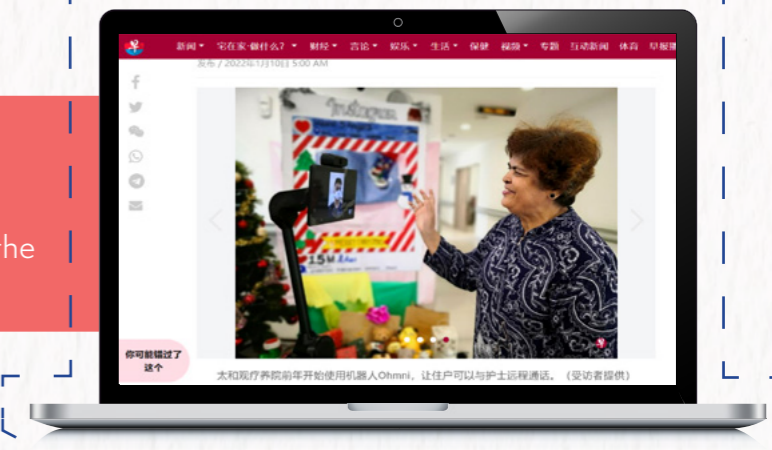 新闻 宅在家·做什么? 财经 言论 娱乐 生活 保健 视频 专题 互动新闻 体育 早报
发布 / 2022年1月10日 5:00 AM
Instagram
the
1.5M
你可能错过了
这个
太和观疗养院前年开始使用机器人Ohmni，让住户可以与护士远程通话。（受访者提供）